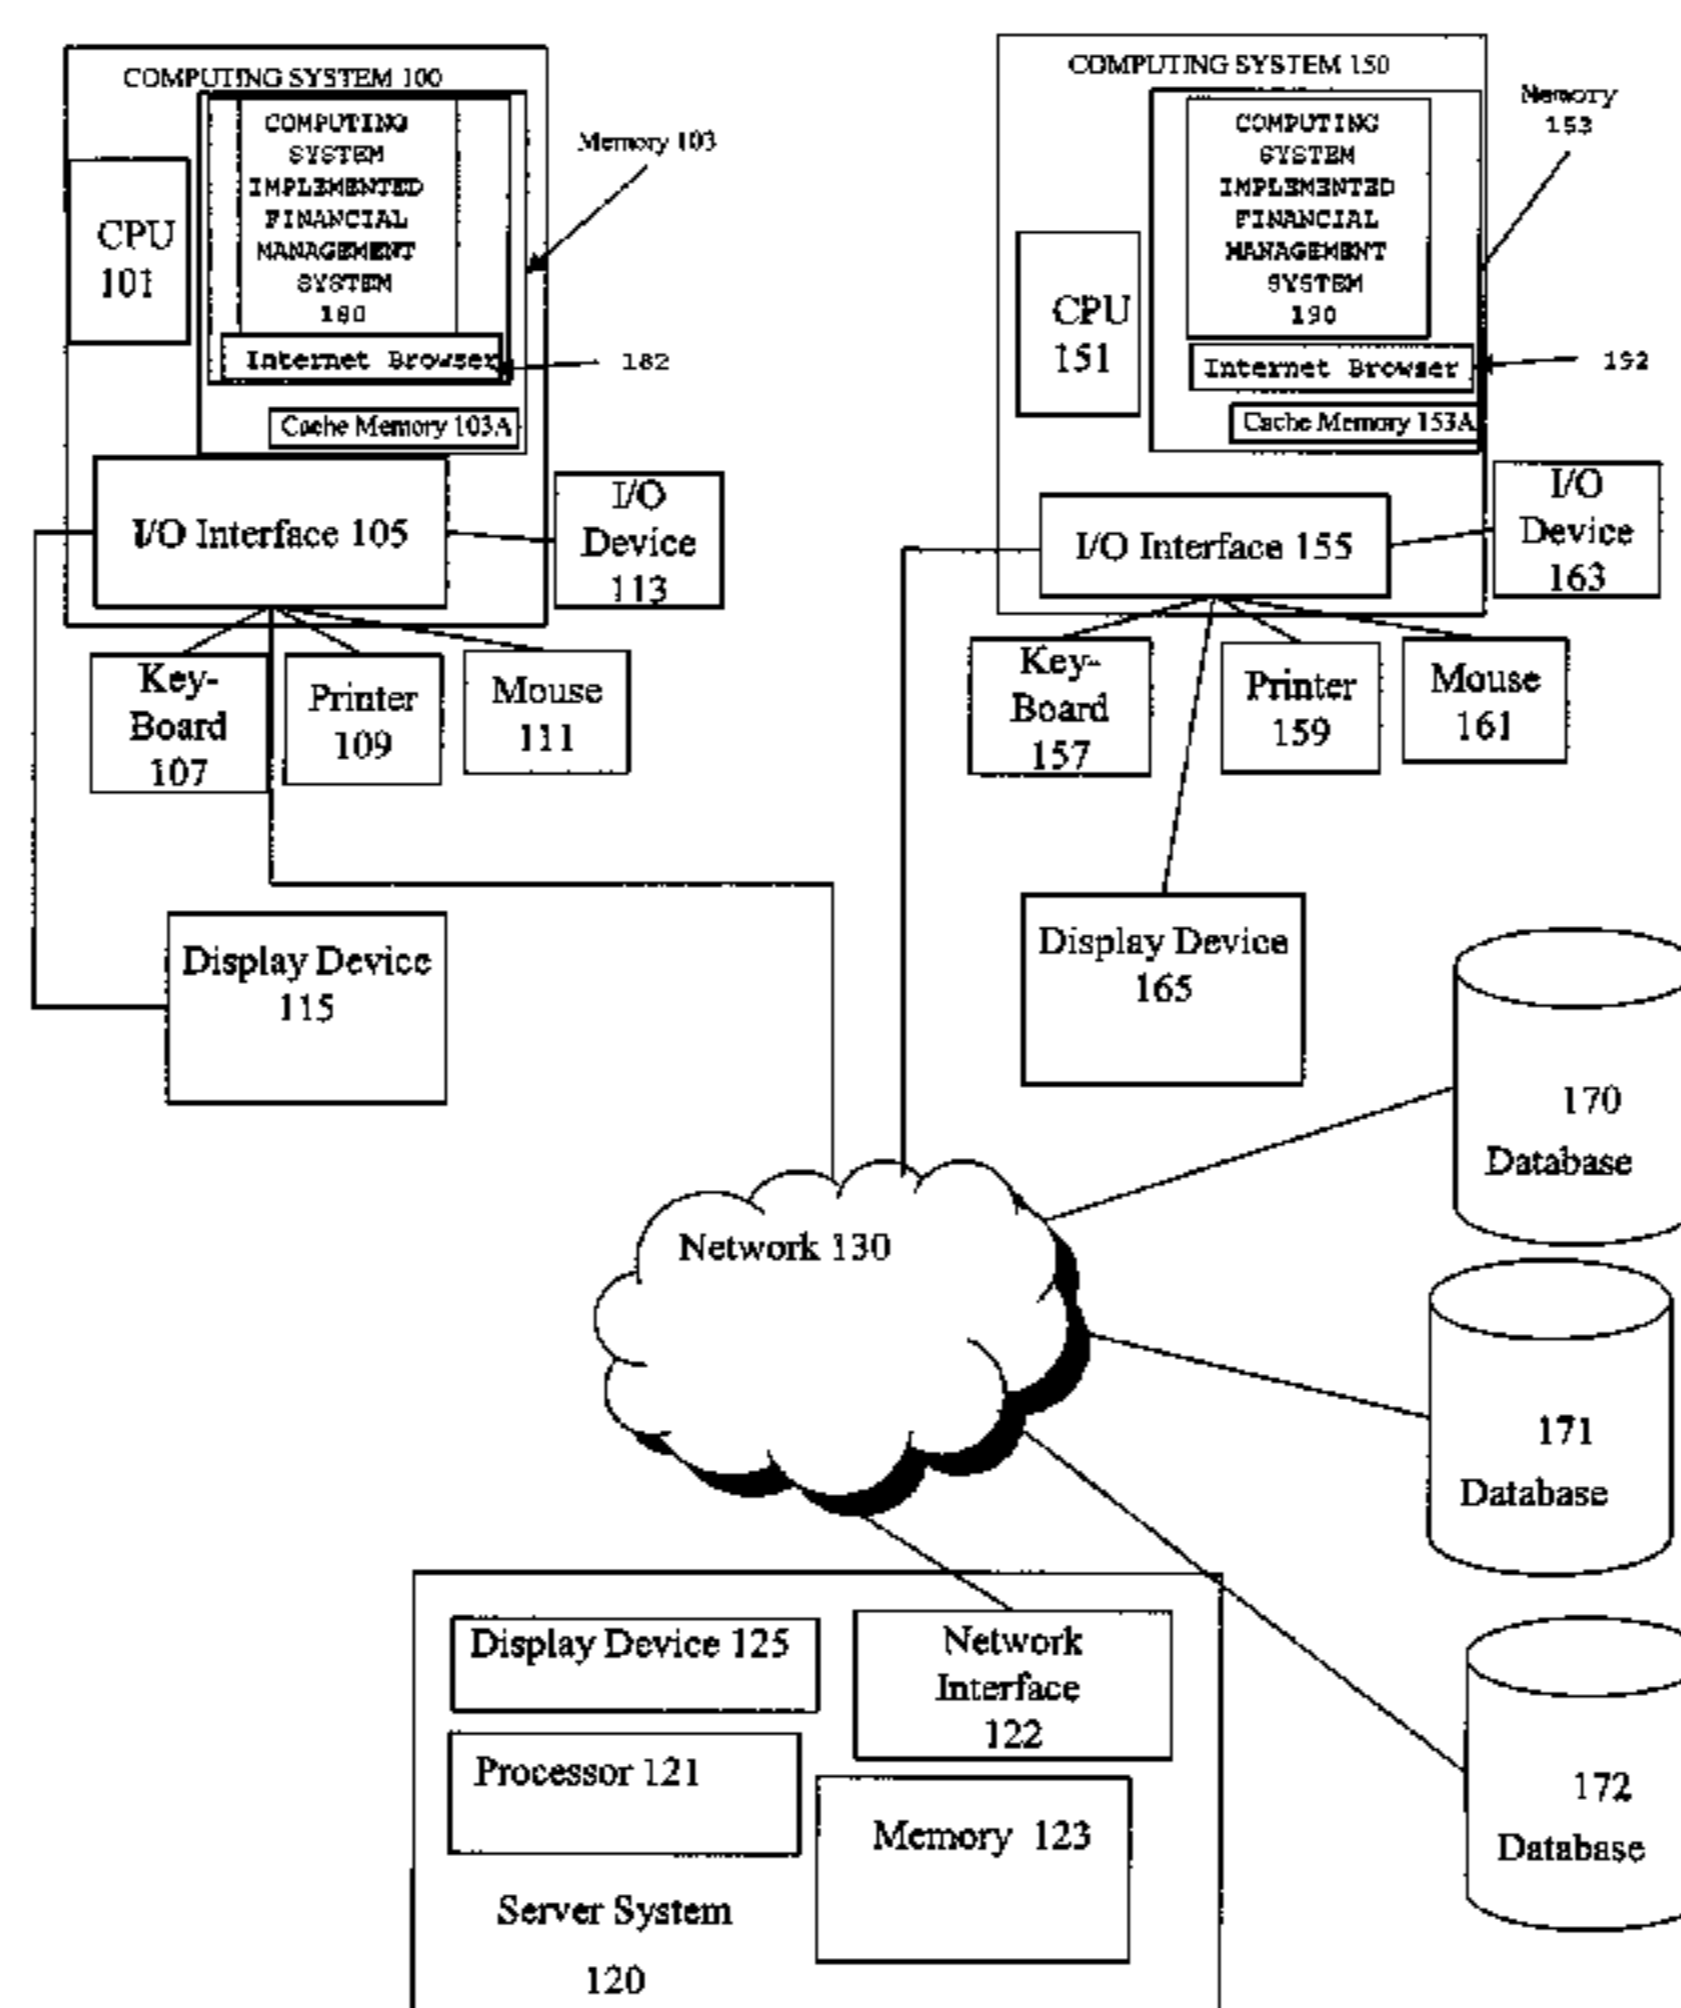 COMPUTING SYSTEM 100
COMPUTING
SYSTEM
IMPLEMENTED
FINANCIAL
MANAGEMENT
SYSTEM
180
Internet Browser
182
Cache Memory 103A
Memory 103
CPU
101
I/O Interface 105
I/O
Device
113
Key-
Board
107
Printer
109
Mouse
111
Display Device
115
COMPUTING SYSTEM 150
COMPUTING
SYSTEM
IMPLEMENTED
FINANCIAL
MANAGEMENT
SYSTEM
190
Internet Browser
192
Cache Memory 153A
Memory
153
CPU
151
I/O Interface 155
I/O
Device
163
Key-
Board
157
Printer
159
Mouse
161
Display Device
165
170
Database
Network 130
171
Database
172
Database
Display Device 125
Network
Interface
122
Processor 121
Memory 123
Server System
120